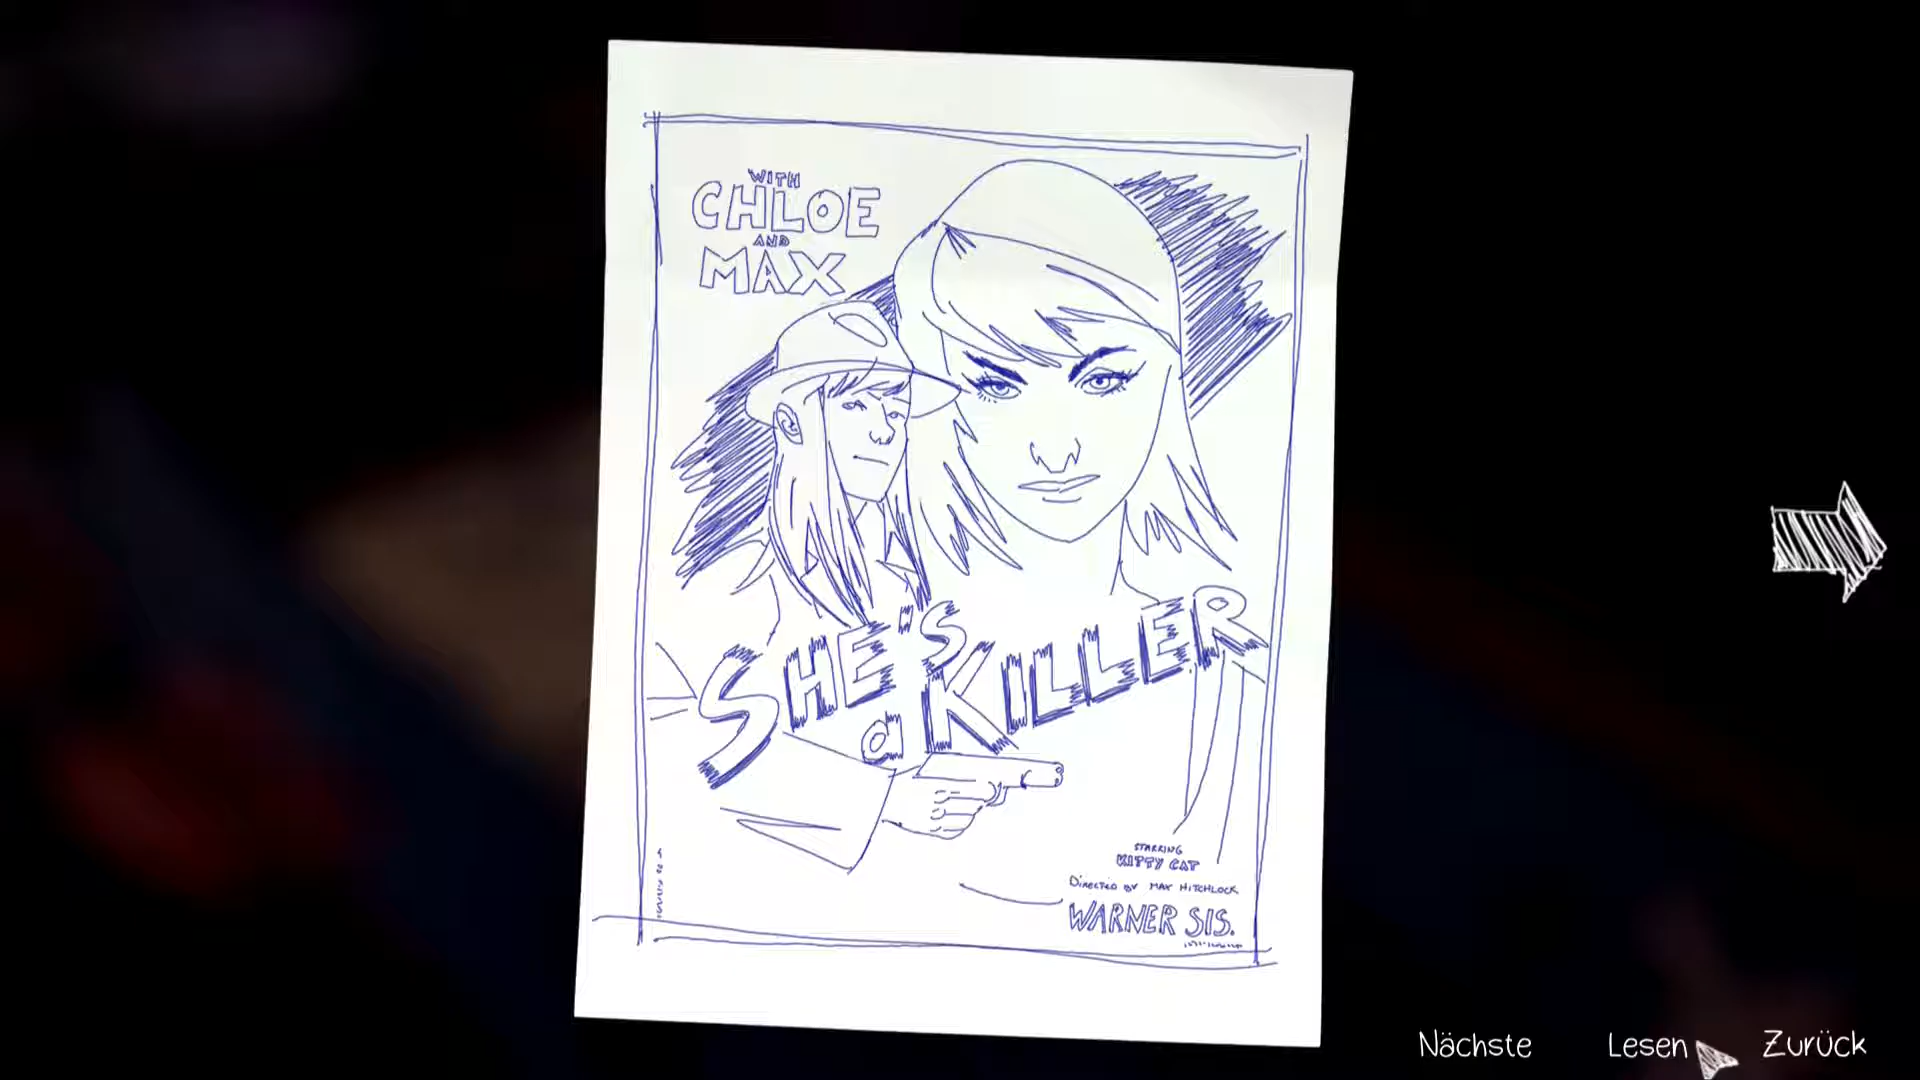 WITH
CHLOE
AND
MAX
SHE'S
a KILLER
STARRING
KITTY CAT
DIRECTED BY MAX HITCHLOCK
WARNER SIS.
Nächste
Lesen
Zurück